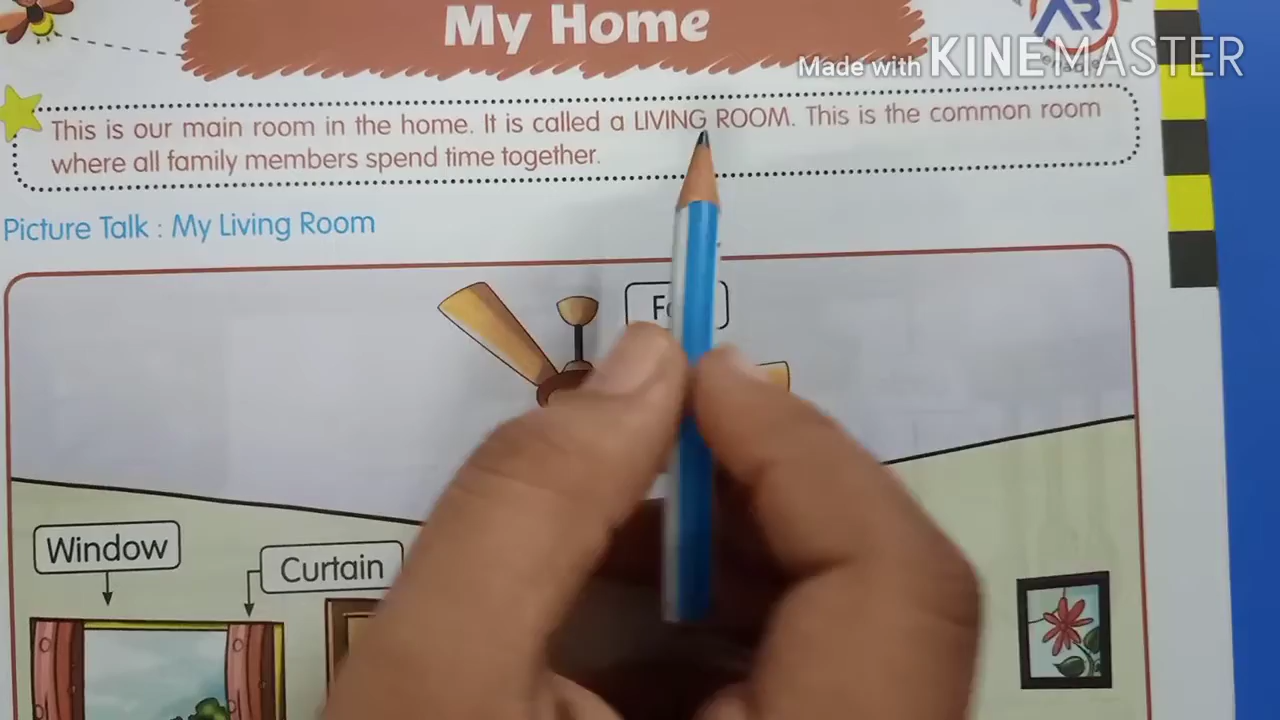 My Home
AR
Made with KINEMASTER
This is our main room in the home. It is called a LIVING ROOM. This is the common room
where all family members spend time together.
Picture Talk : My Living Room
Window
Curtain